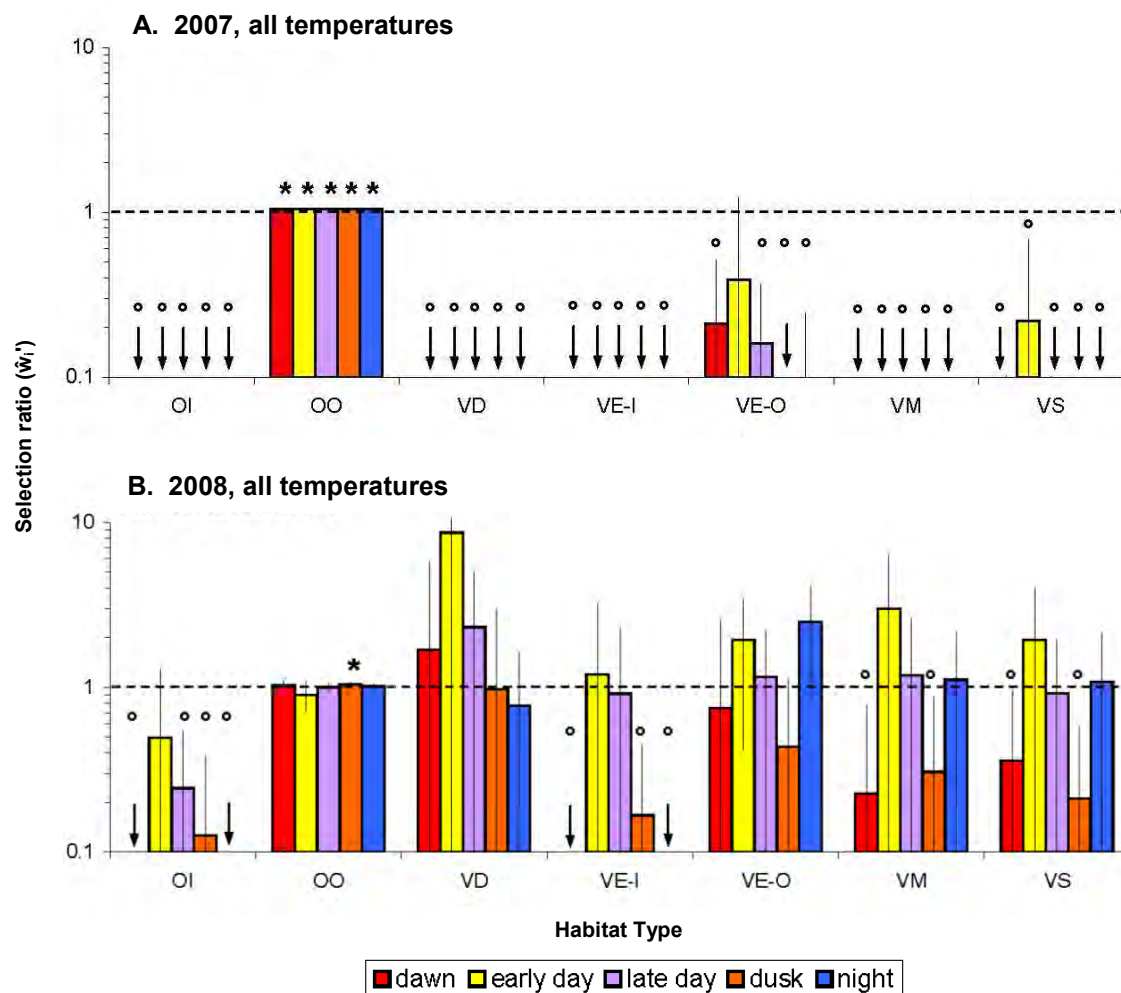 A. 2007, all temperatures
10
* * * * *
1
0.1
OI OO VD VE-I VE-O VM VS
Selection ratio (ŵᵢ')
B. 2008, all temperatures
10
*
1
0.1
OI OO VD VE-I VE-O VM VS
Habitat Type
dawn early day late day dusk night